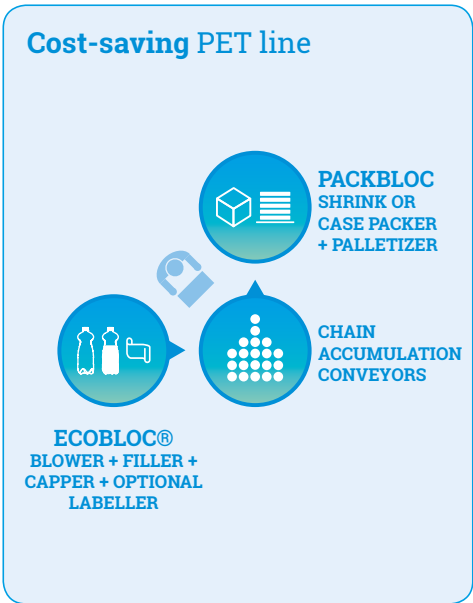 Cost-saving PET line
PACKBLOC
SHRINK OR
CASE PACKER
+ PALLETIZER
CHAIN
ACCUMULATION
CONVEYORS
ECOBLOC®
BLOWER + FILLER +
CAPPER + OPTIONAL
LABELLER